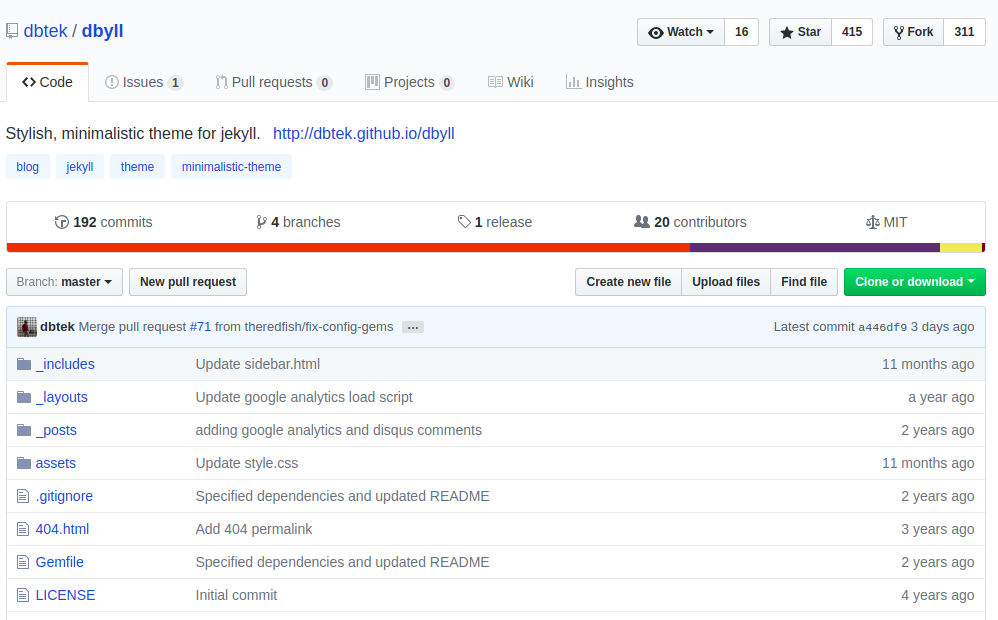 dbtek / dbyll
Watch 16 Star 415 Fork 311
Code Issues 1 Pull requests 0 Projects 0 Wiki Insights
Stylish, minimalistic theme for jekyll. http://dbtek.github.io/dbyll
blog jekyll theme minimalistic-theme
192 commits 4 branches 1 release 20 contributors MIT
Branch: master New pull request Create new file Upload files Find file Clone or download
dbtek Merge pull request #71 from theredfish/fix-config-gems ... Latest commit a446df9 3 days ago
_includes Update sidebar.html 11 months ago
_layouts Update google analytics load script a year ago
_posts adding google analytics and disqus comments 2 years ago
assets Update style.css 11 months ago
.gitignore Specified dependencies and updated README 2 years ago
404.html Add 404 permalink 3 years ago
Gemfile Specified dependencies and updated README 2 years ago
LICENSE Initial commit 4 years ago